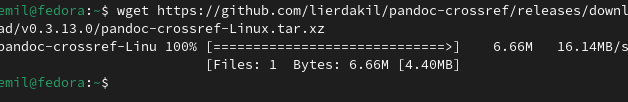 emil@fedora:~$ wget https://github.com/lierdakil/pandoc-crossref/releases/downl
ad/v0.3.13.0/pandoc-crossref-Linux.tar.xz
pandoc-crossref-Linu 100% [=============================>]    6.66M   16.14MB/s
                          [Files: 1  Bytes: 6.66M [4.40MB]
emil@fedora:~$